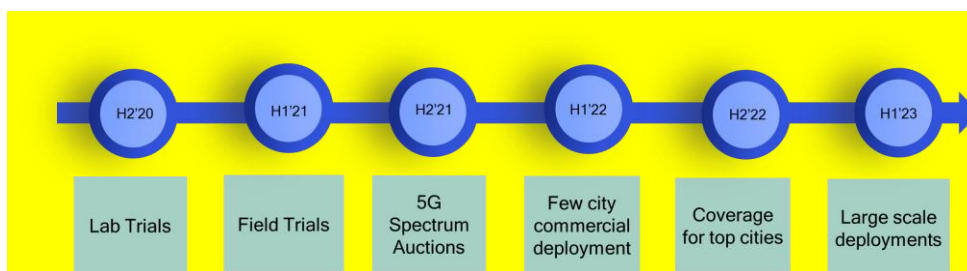 H2'20
H1'21
H2'21
H1'22
H2'22
H1'23
Lab Trials
Field Trials
5G
Spectrum
Auctions
Few city
commercial
deployment
Coverage
for top cities
Large scale
deployments